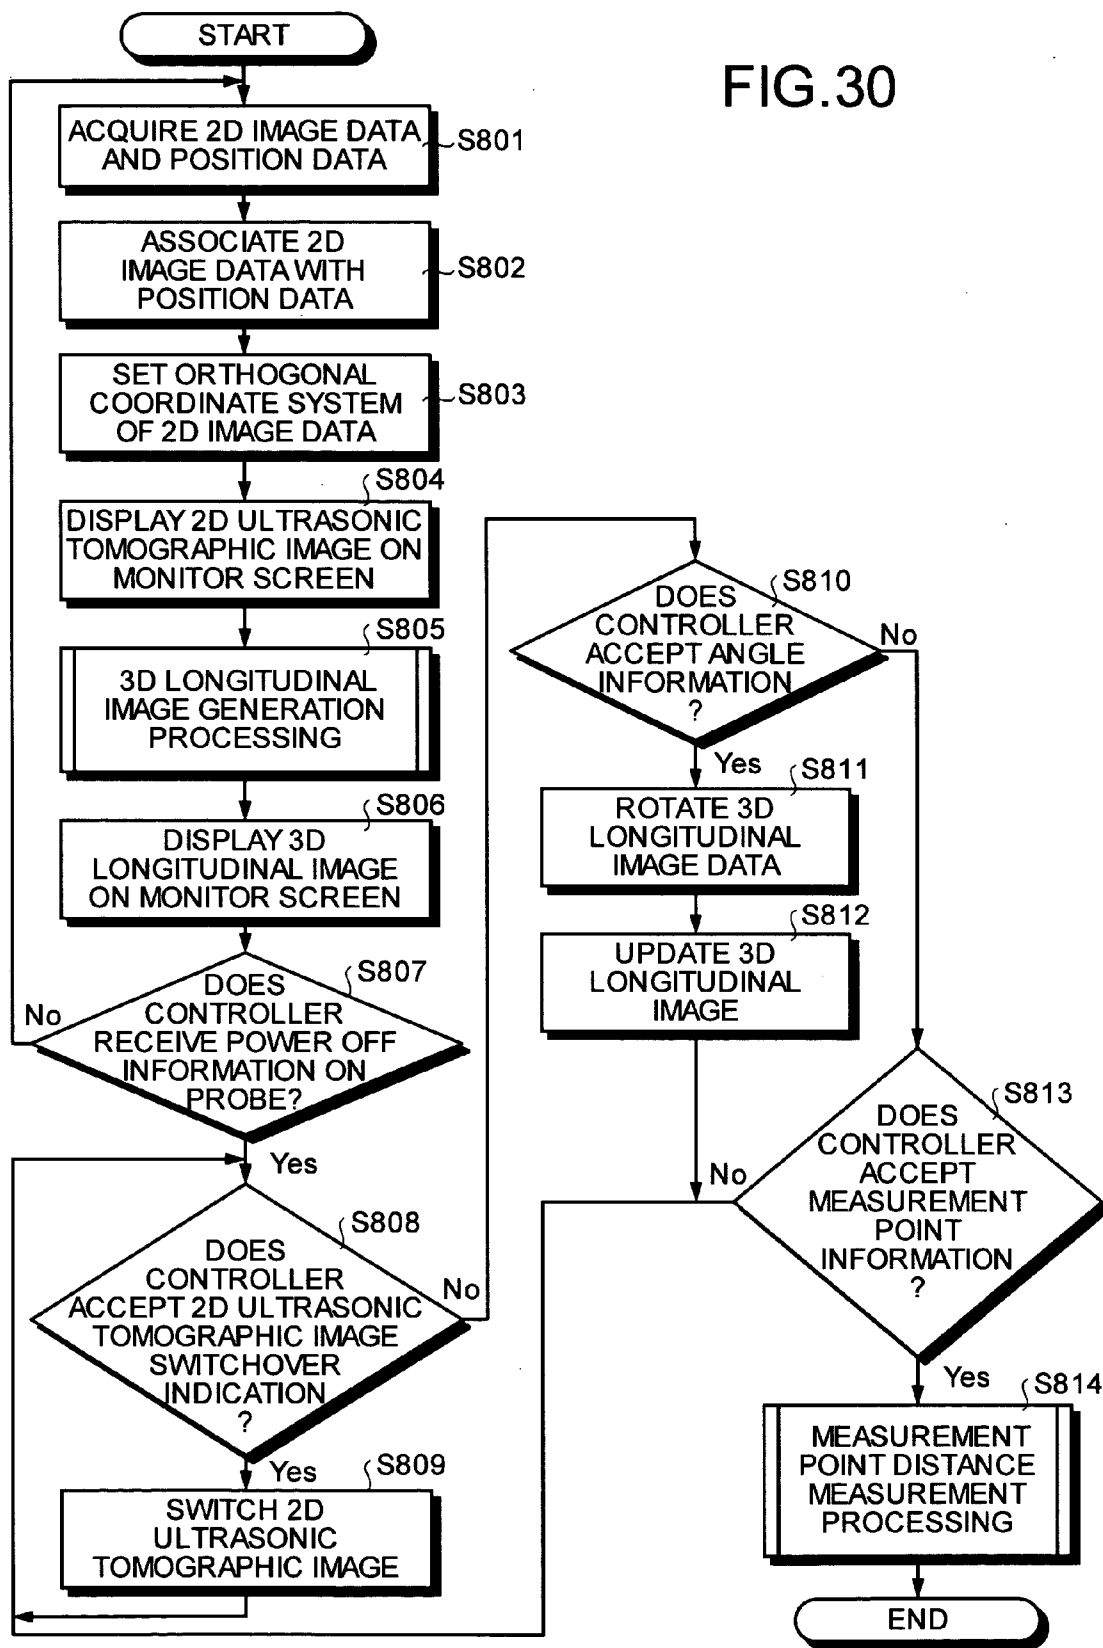 FIG.30
START
ACQUIRE 2D IMAGE DATA
AND POSITION DATA
S801
ASSOCIATE 2D
IMAGE DATA WITH
POSITION DATA
S802
SET ORTHOGONAL
COORDINATE SYSTEM
OF 2D IMAGE DATA
S803
S804
DISPLAY 2D ULTRASONIC
TOMOGRAPHIC IMAGE ON
MONITOR SCREEN
S805
3D LONGITUDINAL
IMAGE GENERATION
PROCESSING
S806
DISPLAY 3D
LONGITUDINAL IMAGE
ON MONITOR SCREEN
S807
DOES
CONTROLLER
RECEIVE POWER OFF
INFORMATION ON
PROBE?
No
Yes
S808
DOES
CONTROLLER
ACCEPT 2D ULTRASONIC
TOMOGRAPHIC IMAGE
SWITCHOVER
INDICATION
?
No
Yes
S809
SWITCH 2D
ULTRASONIC
TOMOGRAPHIC IMAGE
S810
DOES
CONTROLLER
ACCEPT ANGLE
INFORMATION
?
No
Yes
S811
ROTATE 3D
LONGITUDINAL
IMAGE DATA
S812
UPDATE 3D
LONGITUDINAL
IMAGE
S813
DOES
CONTROLLER
ACCEPT
MEASUREMENT
POINT
INFORMATION
?
No
Yes
S814
MEASUREMENT
POINT DISTANCE
MEASUREMENT
PROCESSING
END